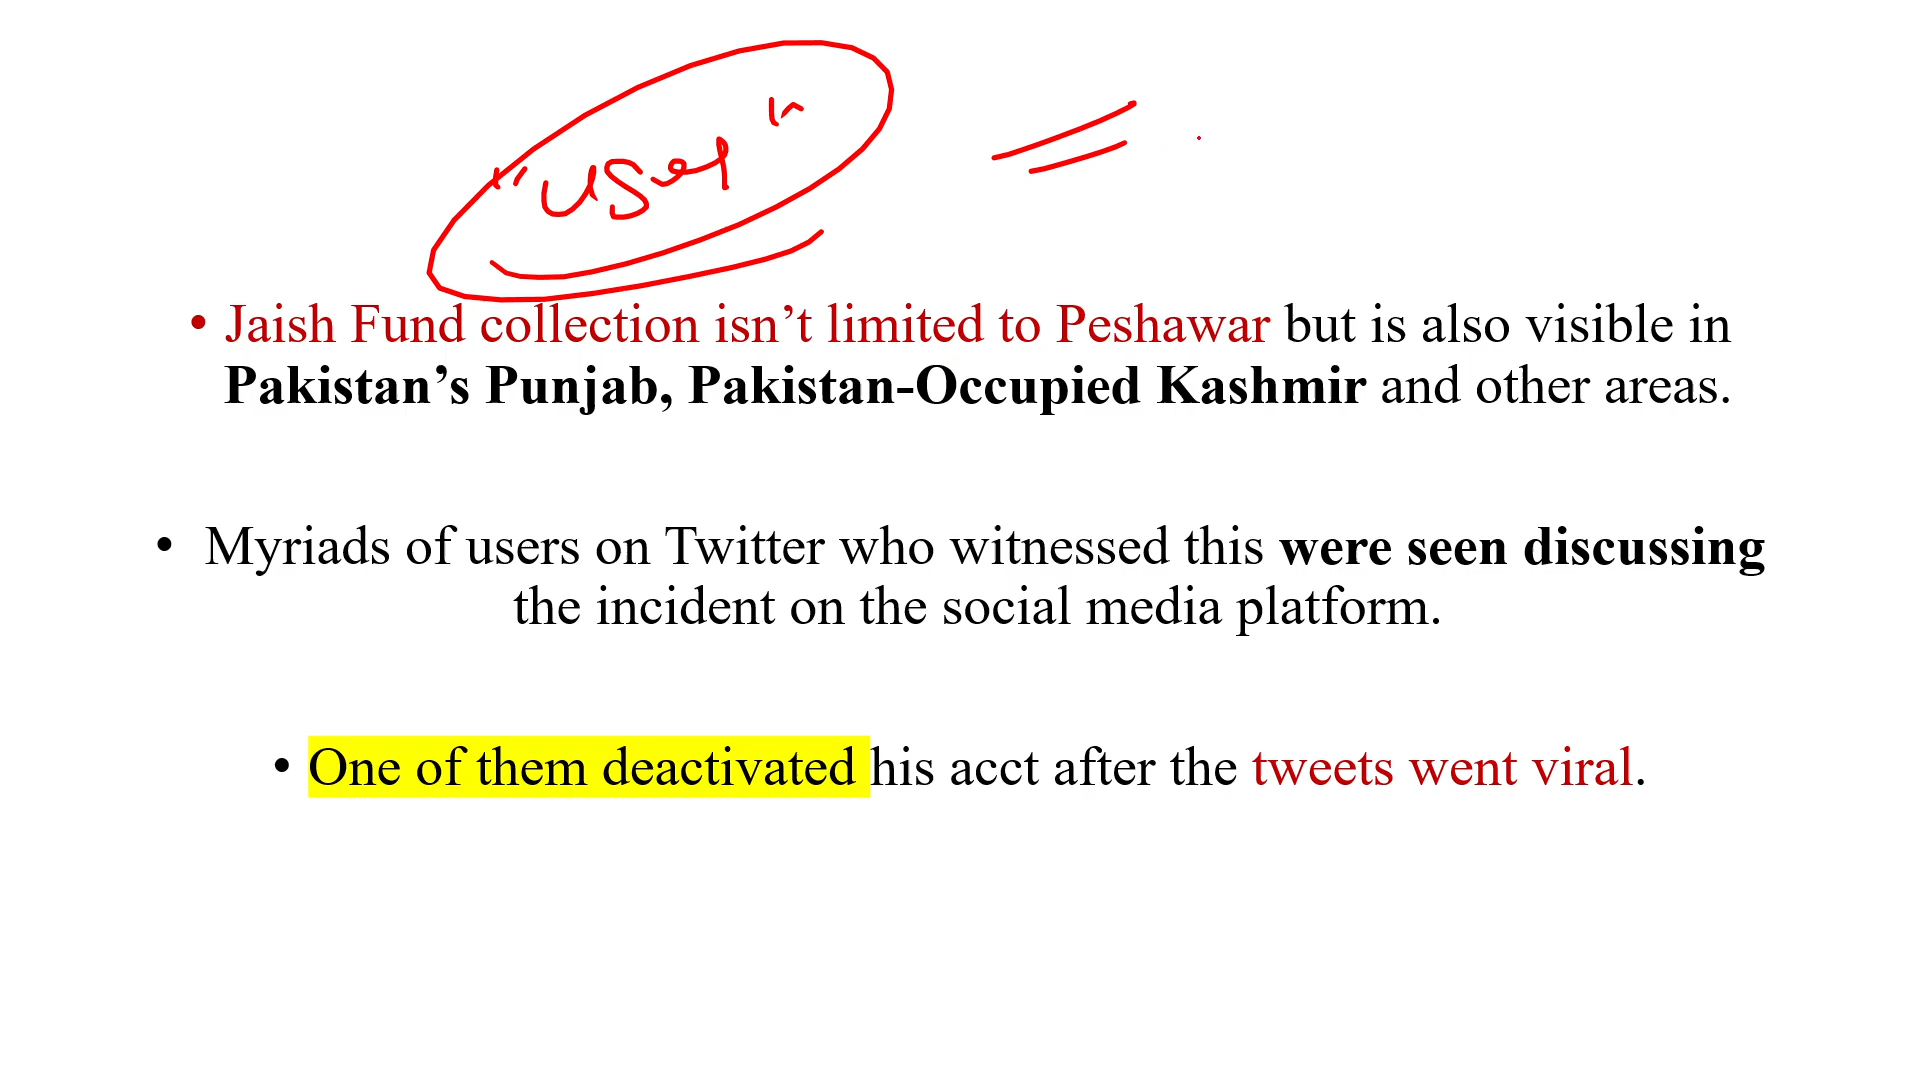 "user"
• Jaish Fund collection isn’t limited to Peshawar but is also visible in
Pakistan’s Punjab, Pakistan-Occupied Kashmir and other areas.
• Myriads of users on Twitter who witnessed this were seen discussing
the incident on the social media platform.
• One of them deactivated his acct after the tweets went viral.